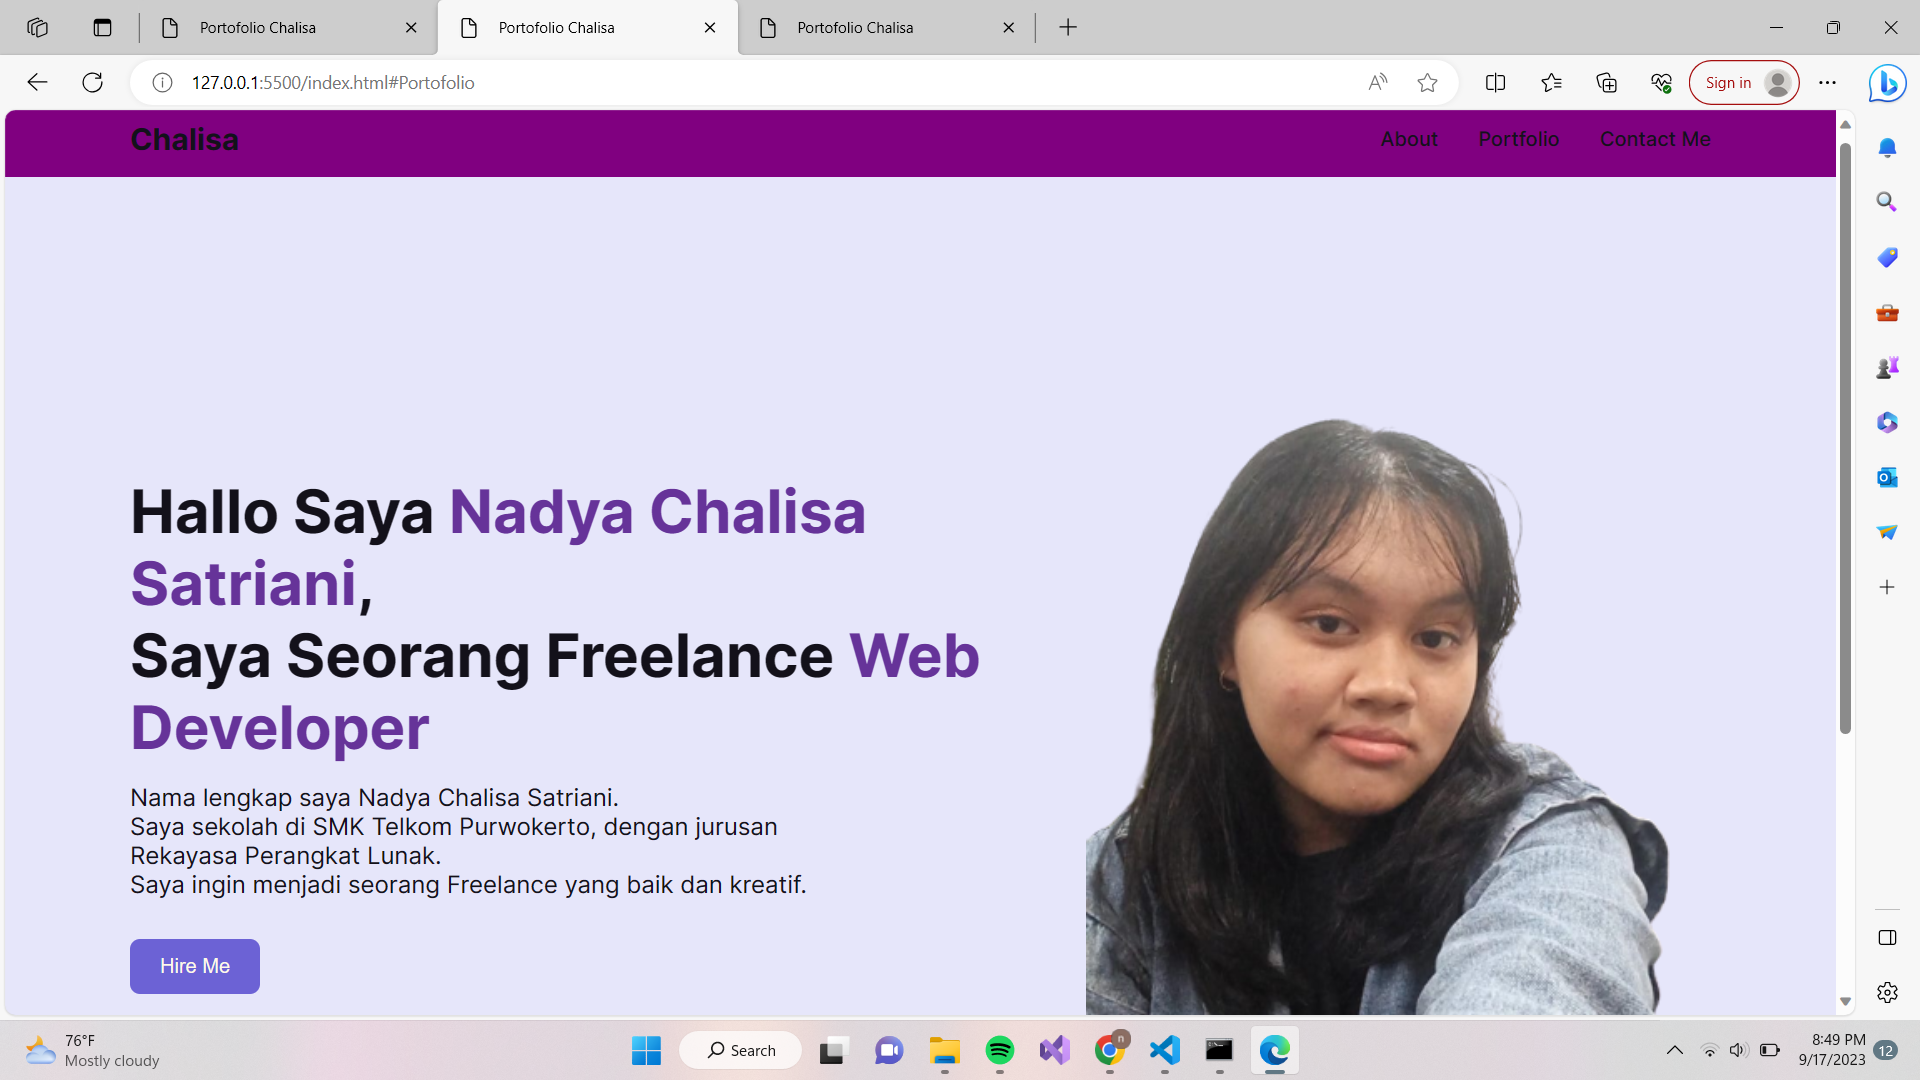 Portofolio Chalisa
Portofolio Chalisa
Portofolio Chalisa
127.0.0.1:5500/index.html#Portofolio
Sign in
Chalisa
About
Portfolio
Contact Me
Hallo Saya Nadya Chalisa
Satriani,
Saya Seorang Freelance Web
Developer
Nama lengkap saya Nadya Chalisa Satriani.
Saya sekolah di SMK Telkom Purwokerto, dengan jurusan
Rekayasa Perangkat Lunak.
Saya ingin menjadi seorang Freelance yang baik dan kreatif.
Hire Me
76°F
Mostly cloudy
Search
n
8:49 PM
9/17/2023
12